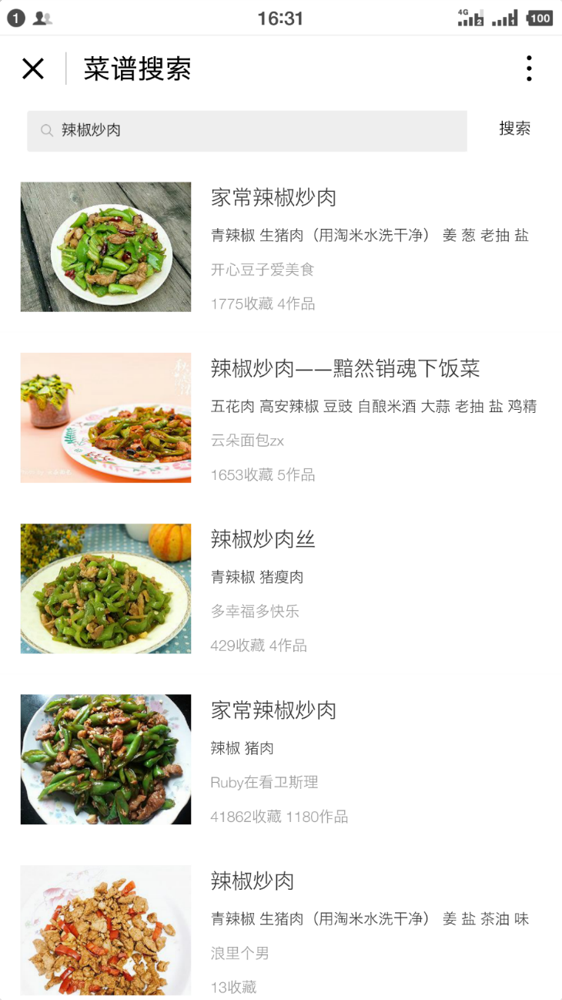 1
16:31
4G
2
1
100
菜谱搜索
辣椒炒肉
搜索
家常辣椒炒肉
青辣椒 生猪肉（用淘米水洗干净） 姜 葱 老抽 盐
开心豆子爱美食
1775收藏 4作品
辣椒炒肉——黯然销魂下饭菜
五花肉 高安辣椒 豆豉 自酿米酒 大蒜 老抽 盐 鸡精
云朵面包zx
1653收藏 5作品
辣椒炒肉丝
青辣椒 猪瘦肉
多幸福多快乐
429收藏 4作品
家常辣椒炒肉
辣椒 猪肉
Ruby在看卫斯理
41862收藏 1180作品
辣椒炒肉
青辣椒 生猪肉（用淘米水洗干净） 姜 盐 茶油 味
浪里个男
13收藏